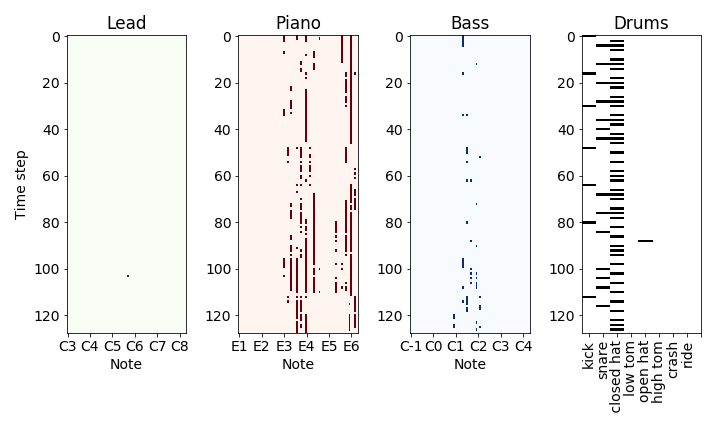 Lead Piano Bass Drums
0 0 0 0
20 20 20 20
40 40 40 40
60 60 60 60
80 80 80 80
100 100 100 100
120 120 120 120
Time step
C3 C4 C5 C6 C7 C8
Note
E1 E2 E3 E4 E5 E6
Note
C-1 C0 C1 C2 C3 C4
Note
kick
snare
closed hat
low tom
open hat
high tom
crash
ride